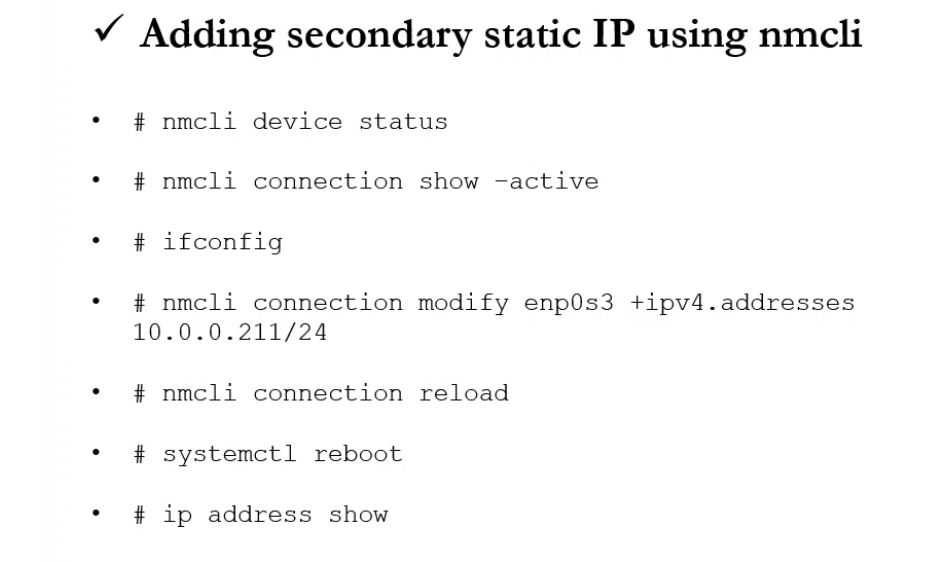 ✓ Adding secondary static IP using nmcli
• # nmcli device status
• # nmcli connection show –active
• # ifconfig
• # nmcli connection modify enp0s3 +ipv4.addresses
10.0.0.211/24
• # nmcli connection reload
• # systemctl reboot
• # ip address show